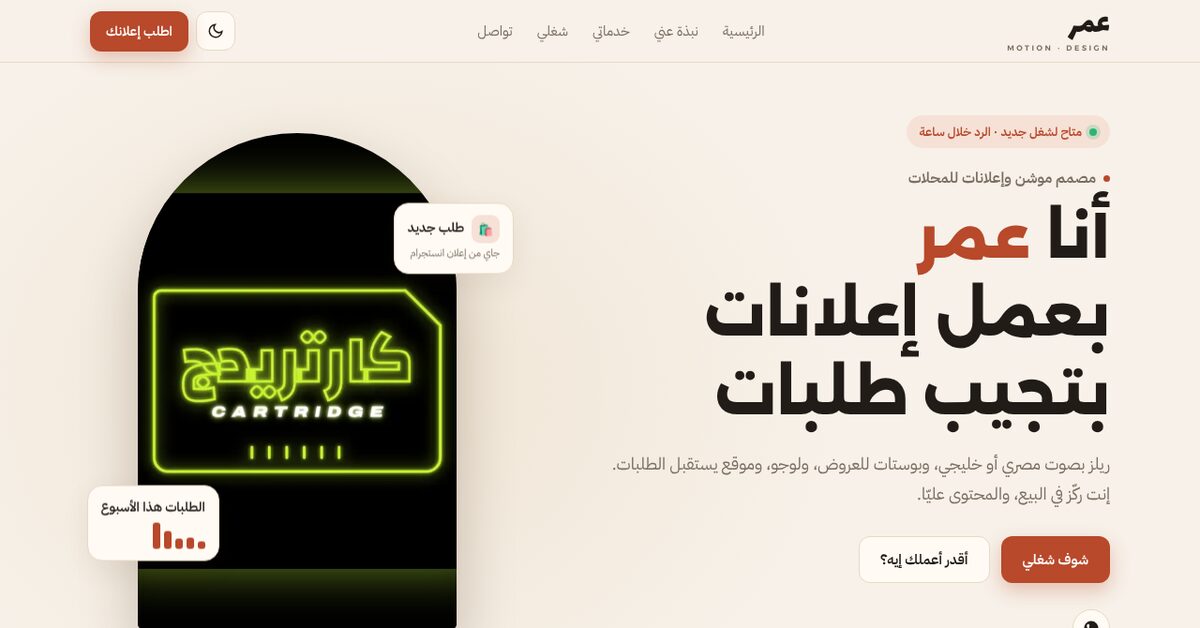 عمر
MOTION · DESIGN
الرئيسية
نبذة عني
خدماتي
شغلي
تواصل
اطلب إعلانك
متاح لشغل جديد · الرد خلال ساعة
مصمم موشن وإعلانات للمحلات
أنا عمر
بعمل إعلانات
بتجيب طلبات
ريلز بصوت مصري أو خليجي، وبوستات للعروض، ولوجو، وموقع يستقبل الطلبات.
إنت ركّز في البيع، والمحتوى عليّا.
شوف شغلي
أقدر أعملك إيه؟
طلب جديد
جاي من إعلان انستجرام
كارتريدج
CARTRIDGE
الطلبات هذا الأسبوع